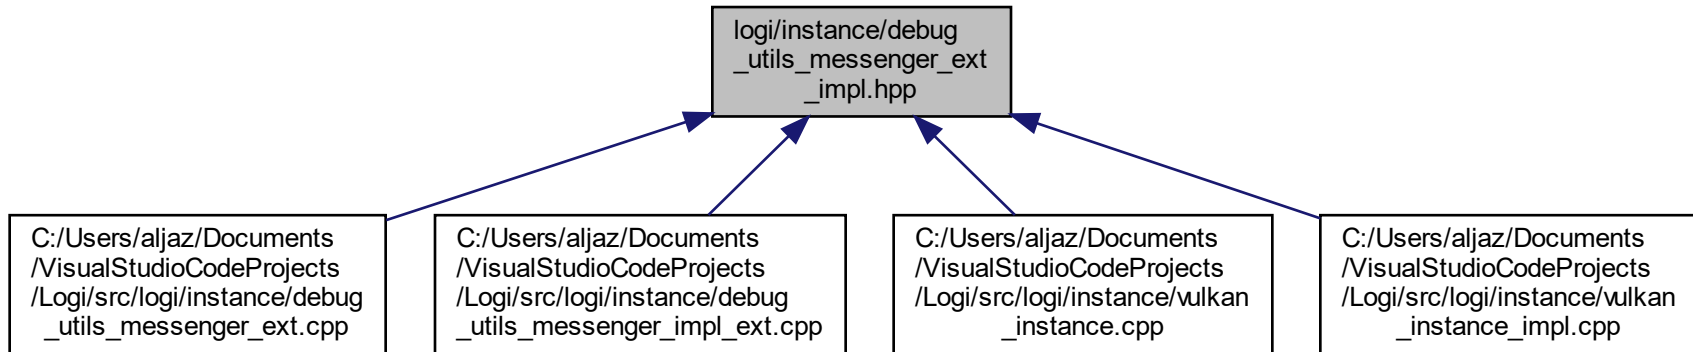 logi/instance/debug
_utils_messenger_ext
_impl.hpp
C:/Users/aljaz/Documents
/VisualStudioCodeProjects
/Logi/src/logi/instance/debug
_utils_messenger_ext.cpp
C:/Users/aljaz/Documents
/VisualStudioCodeProjects
/Logi/src/logi/instance/debug
_utils_messenger_impl_ext.cpp
C:/Users/aljaz/Documents
/VisualStudioCodeProjects
/Logi/src/logi/instance/vulkan
_instance.cpp
C:/Users/aljaz/Documents
/VisualStudioCodeProjects
/Logi/src/logi/instance/vulkan
_instance_impl.cpp